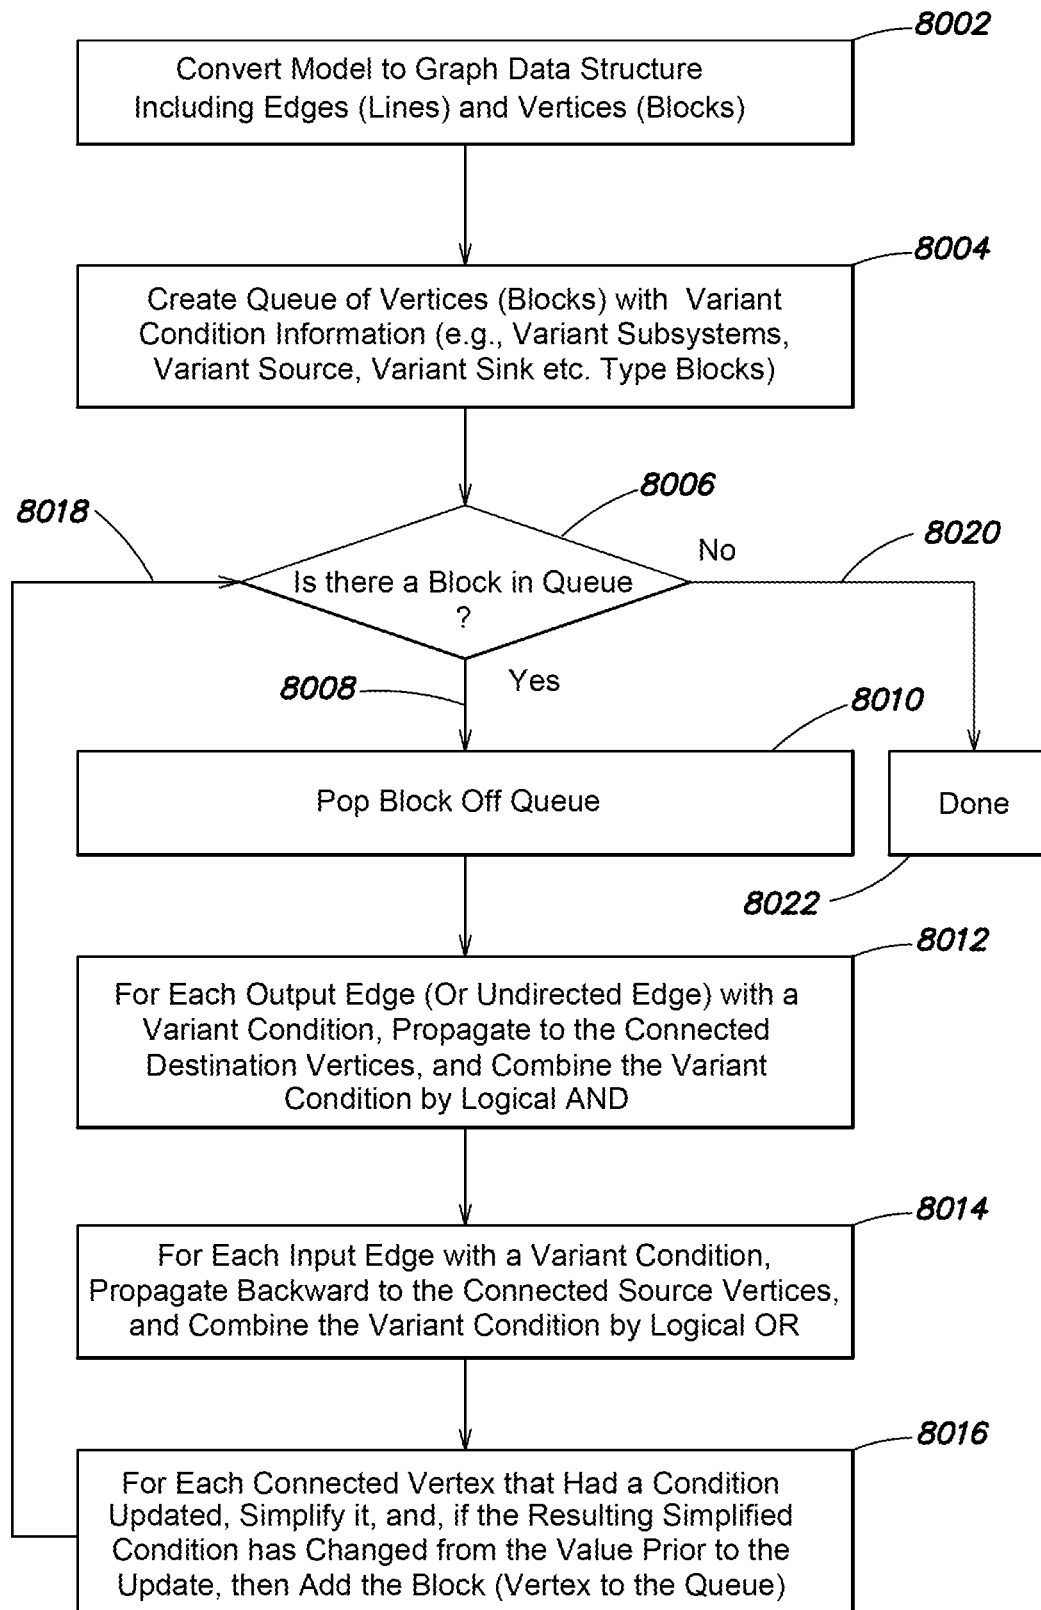 8002
Convert Model to Graph Data Structure
Including Edges (Lines) and Vertices (Blocks)
8004
Create Queue of Vertices (Blocks) with Variant
Condition Information (e.g., Variant Subsystems,
Variant Source, Variant Sink etc. Type Blocks)
8006
8018
8020
No
Is there a Block in Queue
?
8008
Yes
8010
Pop Block Off Queue
Done
8022
8012
For Each Output Edge (Or Undirected Edge) with a
Variant Condition, Propagate to the Connected
Destination Vertices, and Combine the Variant
Condition by Logical AND
8014
For Each Input Edge with a Variant Condition,
Propagate Backward to the Connected Source Vertices,
and Combine the Variant Condition by Logical OR
8016
For Each Connected Vertex that Had a Condition
Updated, Simplify it, and, if the Resulting Simplified
Condition has Changed from the Value Prior to the
Update, then Add the Block (Vertex to the Queue)